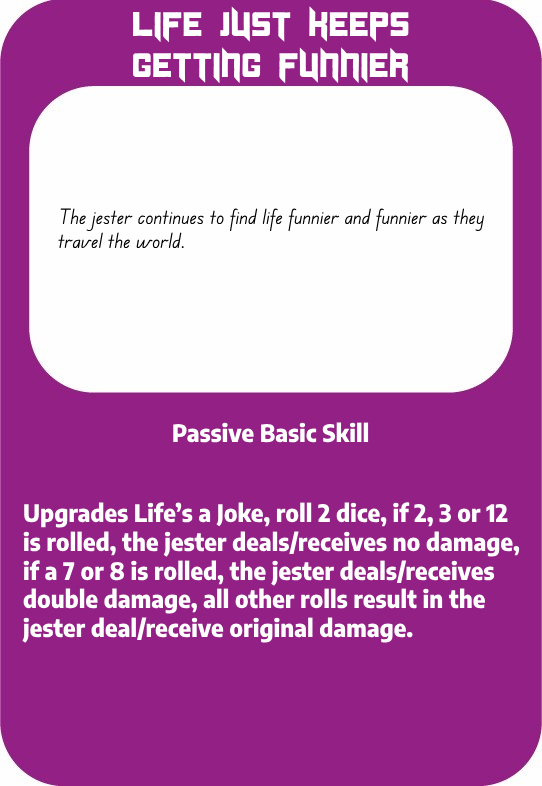 LIFE JUST KEEPS
GETTING FUNNIER
The jester continues to find life funnier and funnier as they
travel the world.
Passive Basic Skill
Upgrades Life’s a Joke, roll 2 dice, if 2, 3 or 12
is rolled, the jester deals/receives no damage,
if a 7 or 8 is rolled, the jester deals/receives
double damage, all other rolls result in the
jester deal/receive original damage.